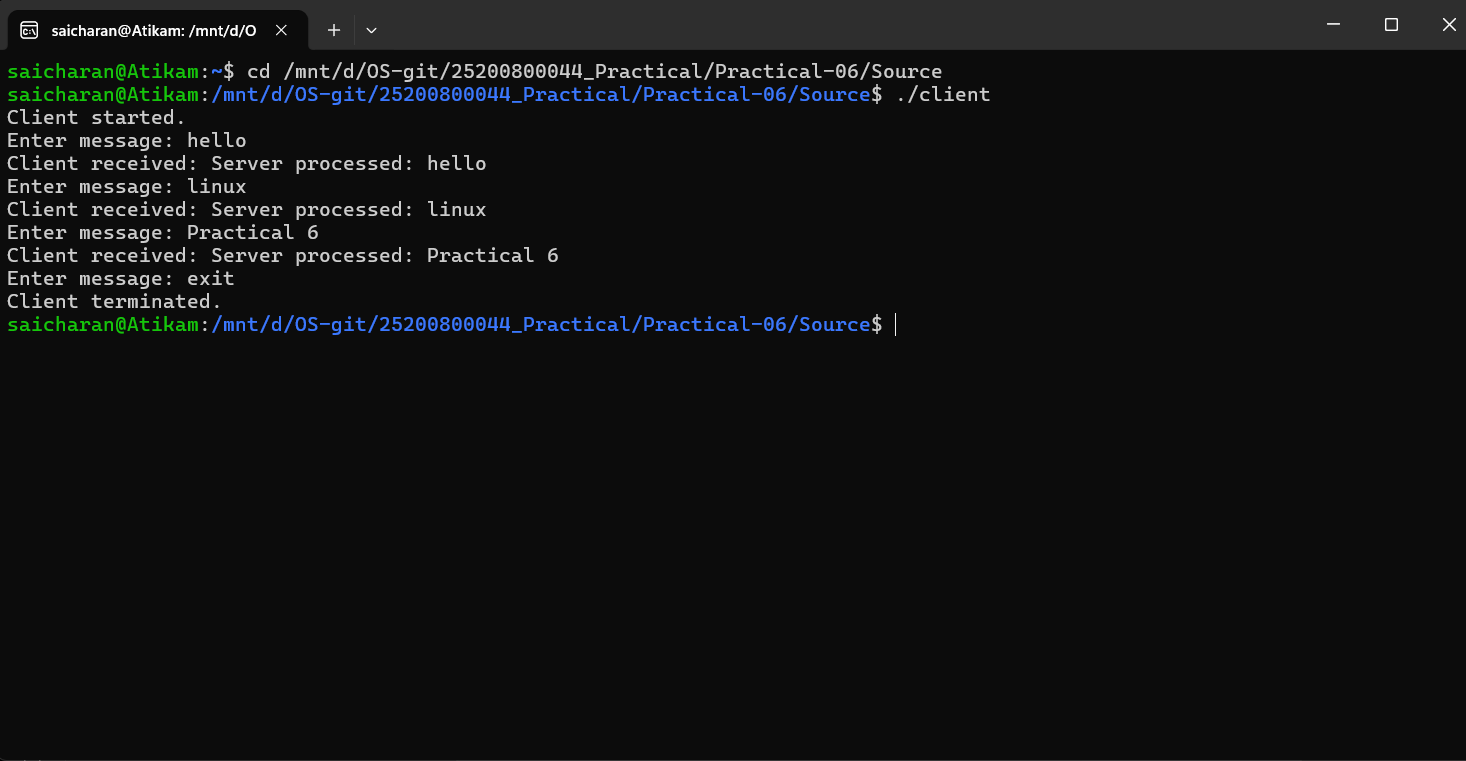 saicharan@Atikam: /mnt/d/O
saicharan@Atikam:~$ cd /mnt/d/OS-git/25200800044_Practical/Practical-06/Source
saicharan@Atikam:/mnt/d/OS-git/25200800044_Practical/Practical-06/Source$ ./client
Client started.
Enter message: hello
Client received: Server processed: hello
Enter message: linux
Client received: Server processed: linux
Enter message: Practical 6
Client received: Server processed: Practical 6
Enter message: exit
Client terminated.
saicharan@Atikam:/mnt/d/OS-git/25200800044_Practical/Practical-06/Source$